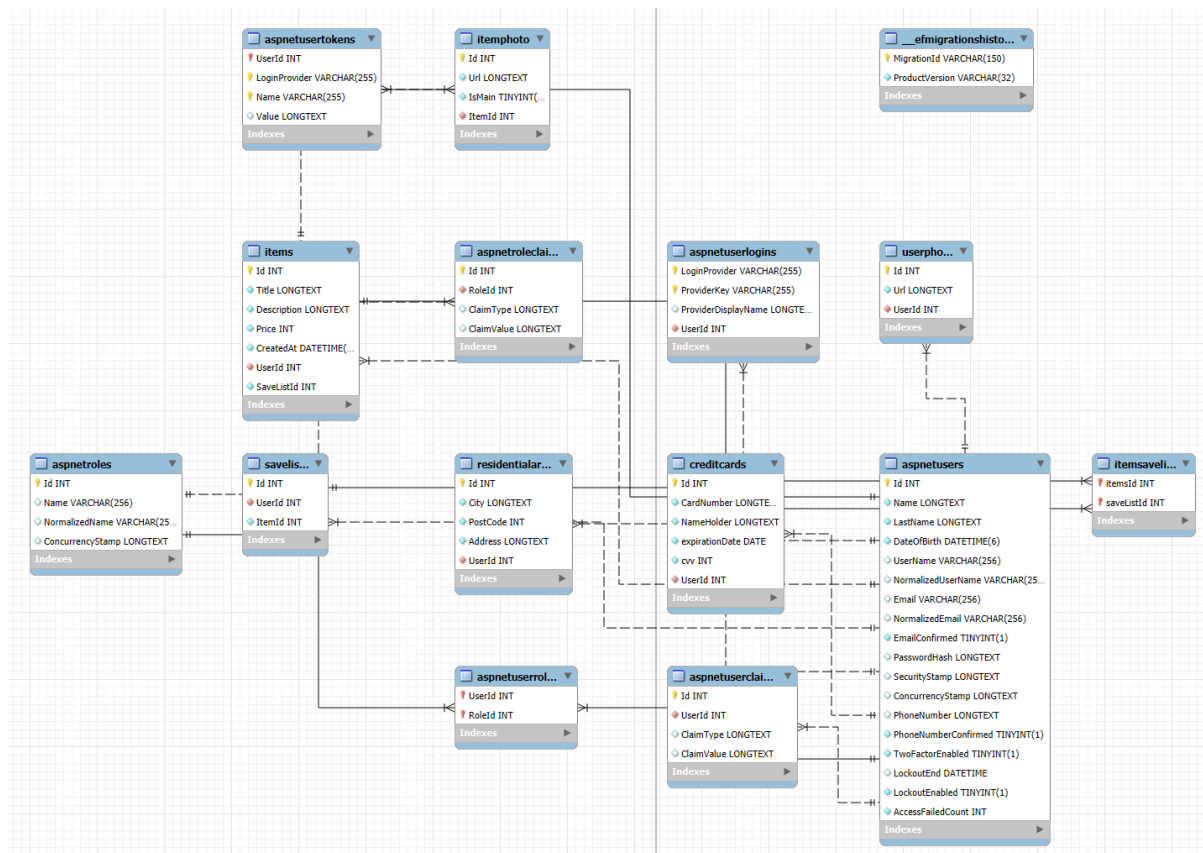 aspnetusertokens
UserId INT
LoginProvider VARCHAR(255)
Name VARCHAR(255)
Value LONGTEXT
Indexes
itemphoto
Id INT
Url LONGTEXT
IsMain TINYINT(...
ItemId INT
Indexes
__efmigrationshisto...
MigrationId VARCHAR(150)
ProductVersion VARCHAR(32)
Indexes
items
Id INT
Title LONGTEXT
Description LONGTEXT
Price INT
CreatedAt DATETIME(...
UserId INT
SaveListId INT
Indexes
aspnetroleclai...
Id INT
RoleId INT
ClaimType LONGTEXT
ClaimValue LONGTEXT
Indexes
aspnetuserlogins
LoginProvider VARCHAR(255)
ProviderKey VARCHAR(255)
ProviderDisplayName LONGTE...
UserId INT
Indexes
userpho...
Id INT
Url LONGTEXT
UserId INT
Indexes
aspnetroles
Id INT
Name VARCHAR(256)
NormalizedName VARCHAR(25...
ConcurrencyStamp LONGTEXT
Indexes
savelis...
Id INT
UserId INT
ItemId INT
Indexes
residentialar...
Id INT
City LONGTEXT
PostCode INT
Address LONGTEXT
UserId INT
Indexes
creditcards
Id INT
CardNumber LONGTE...
NameHolder LONGTEXT
expirationDate DATE
cvv INT
UserId INT
Indexes
aspnetusers
Id INT
Name LONGTEXT
LastName LONGTEXT
DateOfBirth DATETIME(6)
UserName VARCHAR(256)
NormalizedUserName VARCHAR(25...
Email VARCHAR(256)
NormalizedEmail VARCHAR(256)
EmailConfirmed TINYINT(1)
PasswordHash LONGTEXT
SecurityStamp LONGTEXT
ConcurrencyStamp LONGTEXT
PhoneNumber LONGTEXT
PhoneNumberConfirmed TINYINT(1)
TwoFactorEnabled TINYINT(1)
LockoutEnd DATETIME
LockoutEnabled TINYINT(1)
AccessFailedCount INT
Indexes
itemsaveli...
itemsId INT
saveListId INT
Indexes
aspnetuserrol...
UserId INT
RoleId INT
Indexes
aspnetuserclai...
Id INT
UserId INT
ClaimType LONGTEXT
ClaimValue LONGTEXT
Indexes